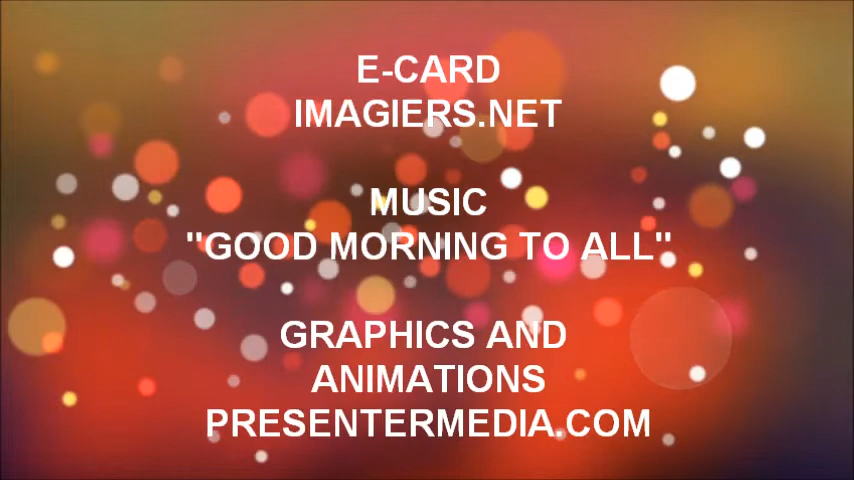 E-CARD
IMAGIERS.NET
MUSIC
"GOOD MORNING TO ALL"
GRAPHICS AND
ANIMATIONS
PRESENTERMEDIA.COM